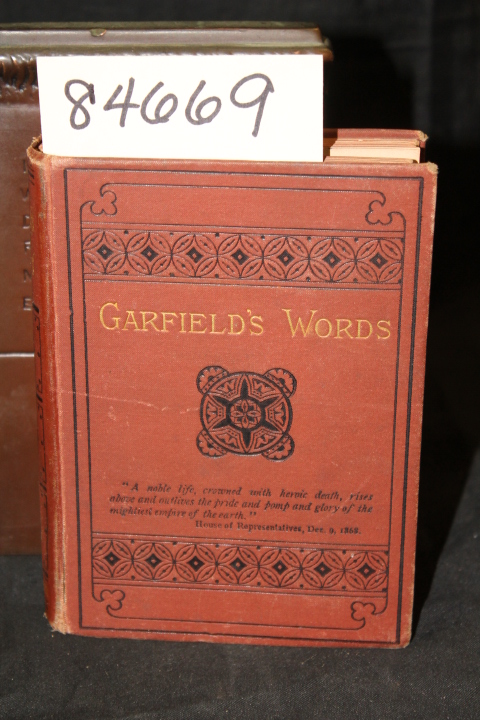 84669
GARFIELD'S WORDS
"A noble life, crowned with heroic death, rises
above and outlives the pride and pomp and glory of the
mightiest empire of the earth."
House of Representatives, Dec. 9, 1868.